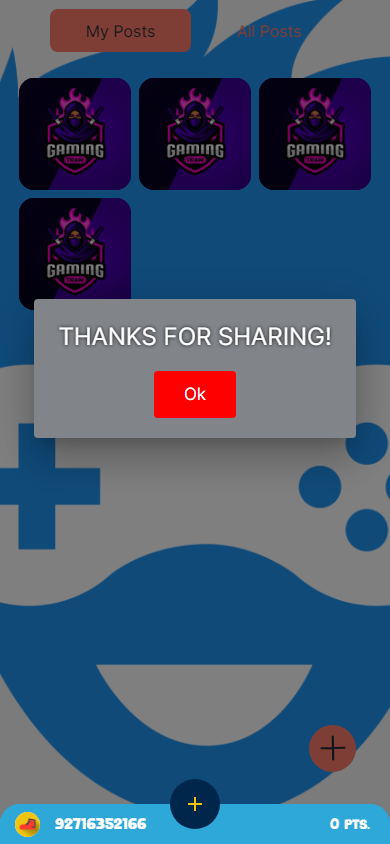 My Posts
All Posts
GAMING
TEAM
GAMING
TEAM
GAMING
TEAM
GAMING
TEAM
THANKS FOR SHARING!
Ok
92716352166
0 PTS.